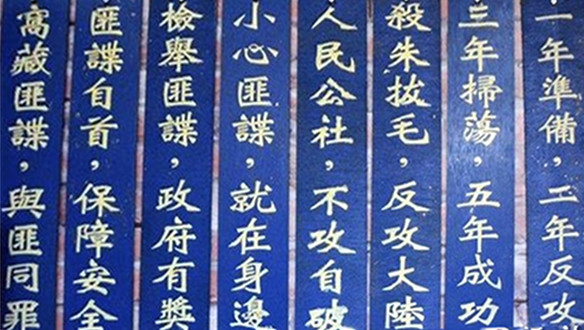 一年準備，二年反攻
三年掃荡，五年成功
殺朱拔毛，反攻大陸
人民公社，不攻自破
小心匪諜，就在身邊
檢舉匪諜，政府有獎
匪諜自首，保障安全
窩藏匪諜，與匪同罪